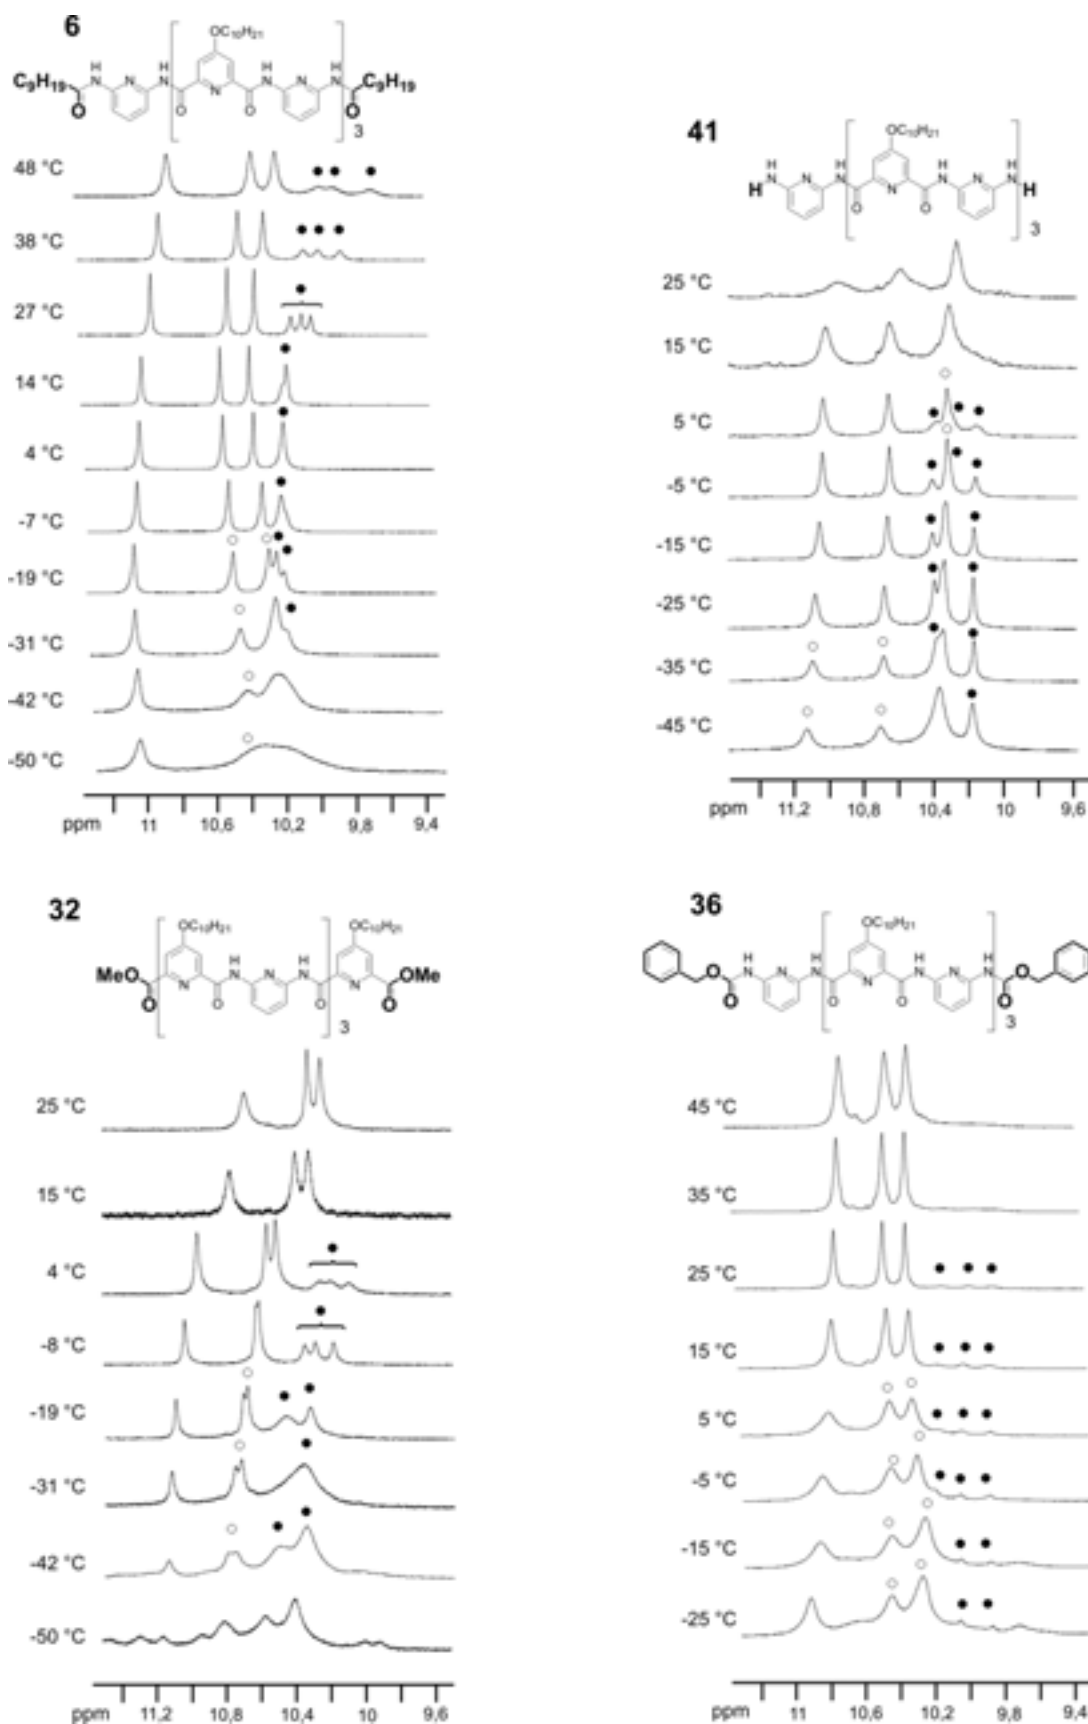 6
OC10H21
H H H H
C9H19 N N N N N N C9H19
O O N O O
3
48 °C
38 °C
27 °C
14 °C
4 °C
-7 °C
-19 °C
-31 °C
-42 °C
-50 °C
ppm 11 10,6 10,2 9,8 9,4
41
OC10H21
H H H H
H N N N N N N H
O N O
3
25 °C
15 °C
5 °C
-5 °C
-15 °C
-25 °C
-35 °C
-45 °C
ppm 11,2 10,8 10,4 10 9,6
32
OC10H21 OC10H21
H H
MeO N N N N N OMe
O O O O
3
25 °C
15 °C
4 °C
-8 °C
-19 °C
-31 °C
-42 °C
-50 °C
ppm 11,2 10,8 10,4 10 9,6
36
OC10H21
H H H H
O N N N N N N O
O O N O O
3
45 °C
35 °C
25 °C
15 °C
5 °C
-5 °C
-15 °C
-25 °C
ppm 11 10,6 10,2 9,8 9,4